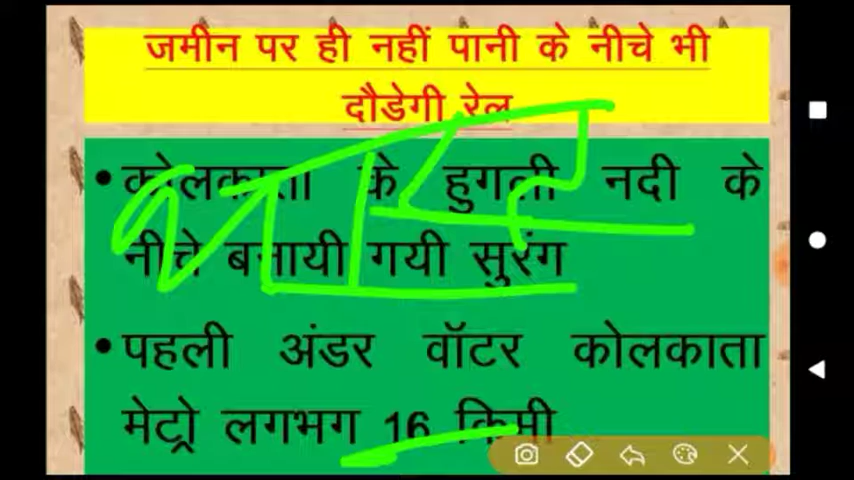 जमीन पर ही नहीं पानी के नीचे भी
दौडेगी रेल
• कोलकाता के हुगली नदी के
नीचे बनायी गयी सुरंग
• पहली अंडर वॉटर कोलकाता
मेट्रो लगभग 16 किमी